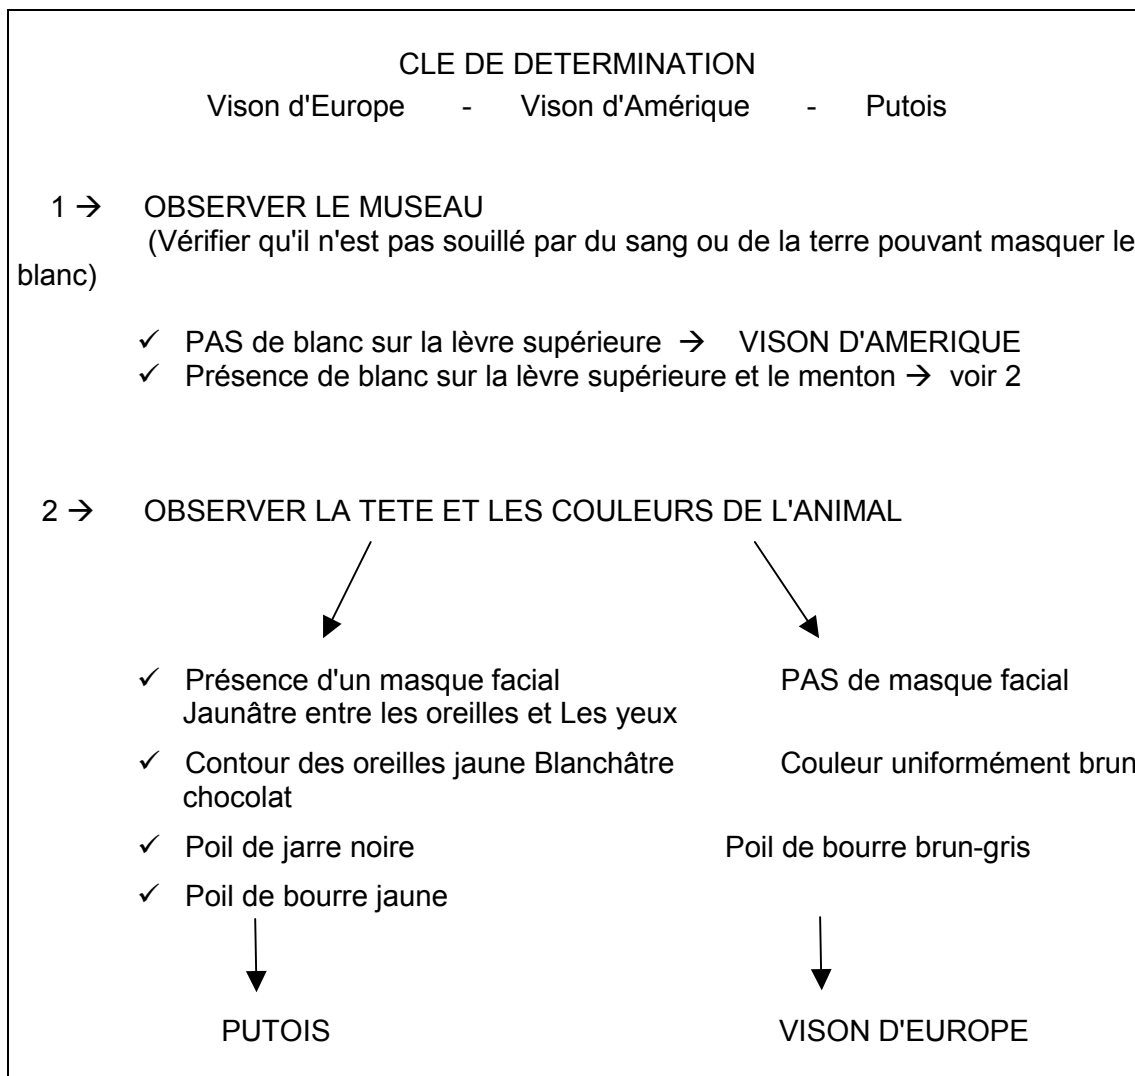 CLE DE DETERMINATION
Vison d'Europe - Vison d'Amérique - Putois
1 → OBSERVER LE MUSEAU
(Vérifier qu'il n'est pas souillé par du sang ou de la terre pouvant masquer le
blanc)
✓ PAS de blanc sur la lèvre supérieure → VISON D'AMERIQUE
✓ Présence de blanc sur la lèvre supérieure et le menton → voir 2
2 → OBSERVER LA TETE ET LES COULEURS DE L'ANIMAL
✓ Présence d'un masque facial PAS de masque facial
Jaunâtre entre les oreilles et Les yeux
✓ Contour des oreilles jaune Blanchâtre Couleur uniformément brun
chocolat
✓ Poil de jarre noire Poil de bourre brun-gris
✓ Poil de bourre jaune
PUTOIS VISON D'EUROPE